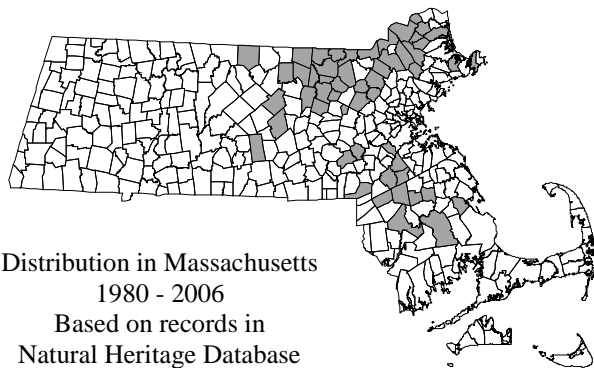 Distribution in Massachusetts
1980 - 2006
Based on records in
Natural Heritage Database